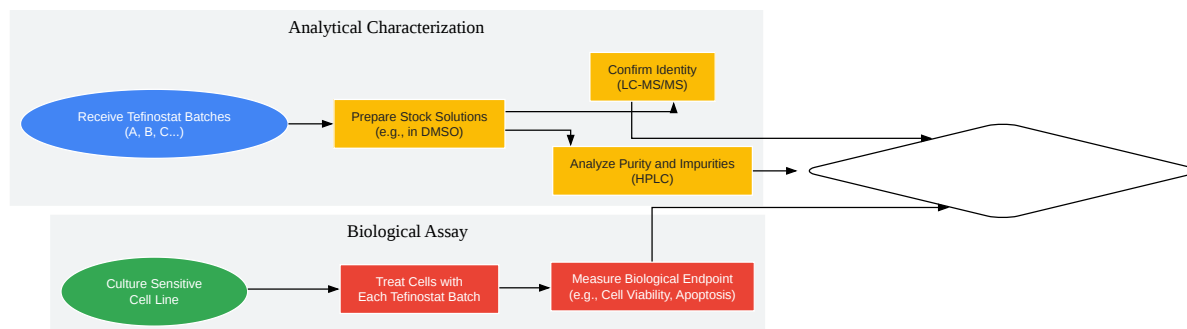 Analytical Characterization
Confirm Identity
(LC-MS/MS)
Receive Tefinostat Batches
(A, B, C...)
Prepare Stock Solutions
(e.g., in DMSO)
Analyze Purity and Impurities
(HPLC)
Biological Assay
Culture Sensitive
Cell Line
Treat Cells with
Each Tefinostat Batch
Measure Biological Endpoint
(e.g., Cell Viability, Apoptosis)